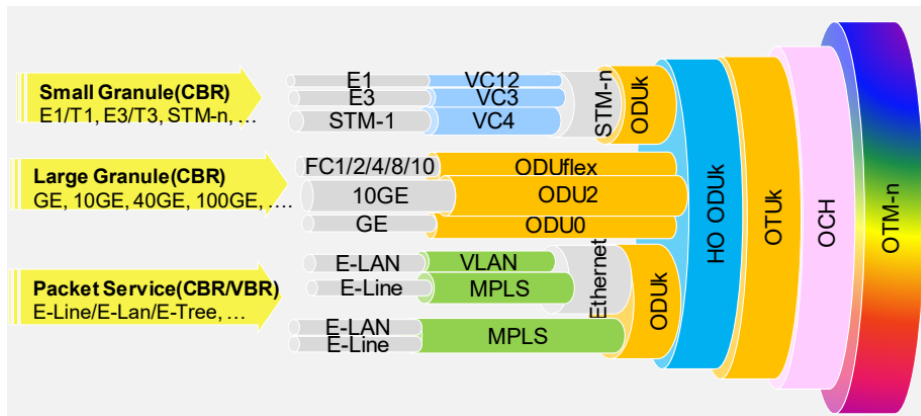 Small Granule(CBR)
E1/T1, E3/T3, STM-n, ...
Large Granule(CBR)
GE, 10GE, 40GE, 100GE, ....
Packet Service(CBR/VBR)
E-Line/E-Lan/E-Tree, ...
E1
VC12
E3
VC3
STM-1
VC4
STM-n
ODUk
FC1/2/4/8/10
ODUflex
10GE
ODU2
GE
ODU0
E-LAN
VLAN
E-Line
MPLS
Ethernet
ODUk
E-LAN
E-Line
MPLS
HO ODUk
OTUk
OCH
OTM-n